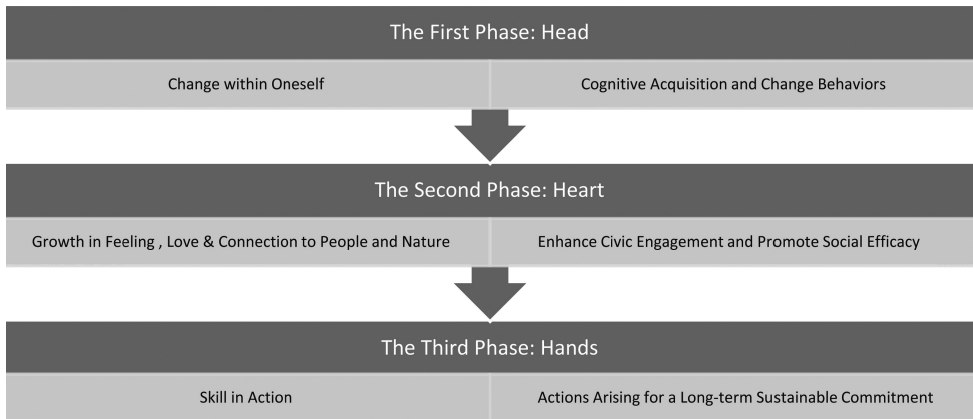 The First Phase: Head
Change within Oneself
Cognitive Acquisition and Change Behaviors
The Second Phase: Heart
Growth in Feeling , Love & Connection to People and Nature
Enhance Civic Engagement and Promote Social Efficacy
The Third Phase: Hands
Skill in Action
Actions Arising for a Long-term Sustainable Commitment